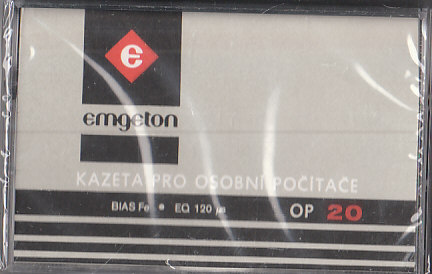 e
emgeton
KAZETA PRO OSOBNÍ POČÍTAČE
BIAS Fe • EQ 120 µs OP 20